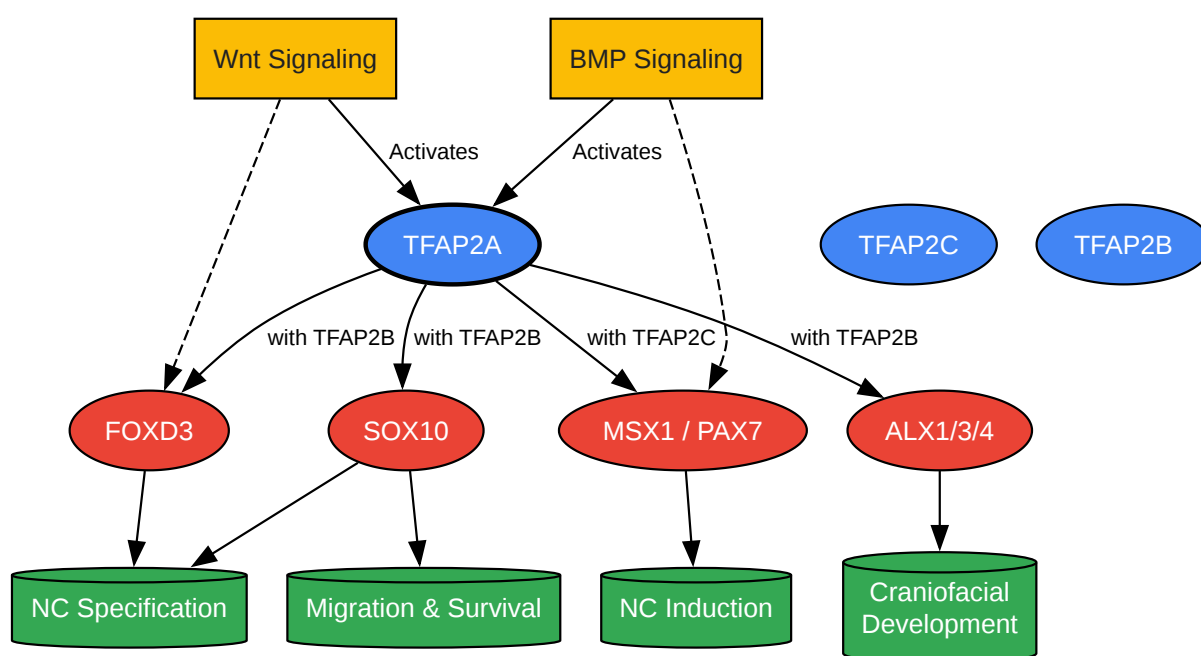 Wnt Signaling
BMP Signaling
Activates
Activates
TFAP2A
TFAP2C
TFAP2B
with TFAP2B
with TFAP2B
with TFAP2C
with TFAP2B
FOXD3
SOX10
MSX1 / PAX7
ALX1/3/4
NC Specification
Migration & Survival
NC Induction
Craniofacial
Development